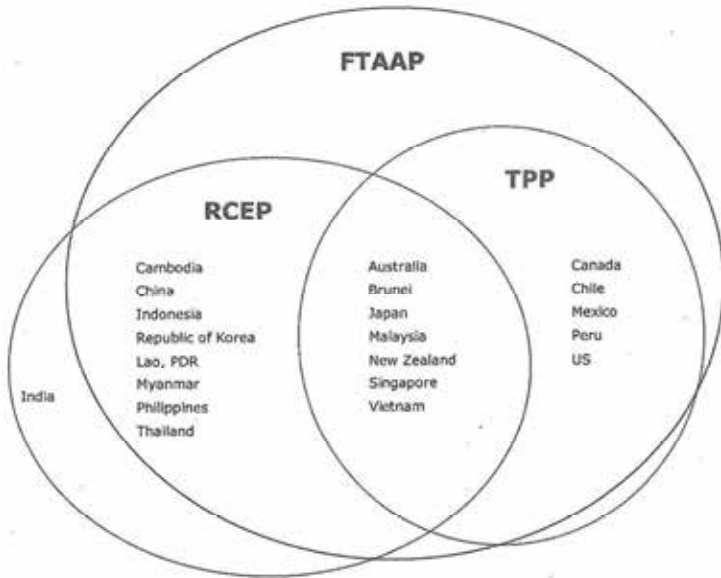 FTAAP
TPP
RCEP
Cambodia
China
Indonesia
Republic of Korea
Lao, PDR
Myanmar
Philippines
Thailand
India
Australia
Brunei
Japan
Malaysia
New Zealand
Singapore
Vietnam
Canada
Chile
Mexico
Peru
US